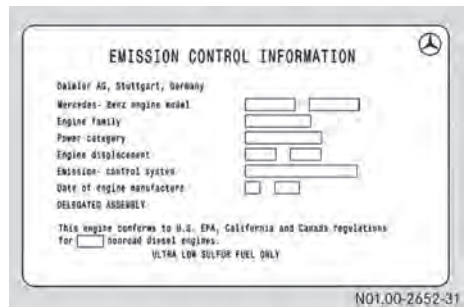 EMISSION CONTROL INFORMATION
Daimler AG, Stuttgart, Germany
Mercedes- Benz engine model
Engine family
Power category
Engine displacement
Emission- control system
Date of engine manufacture
DELEGATED ASSEMBLY
This engine conforms to U.S. EPA, California and Canada regulations
for nonroad diesel engines.
ULTRA LOW SULFUR FUEL ONLY
N01.00-2652-31